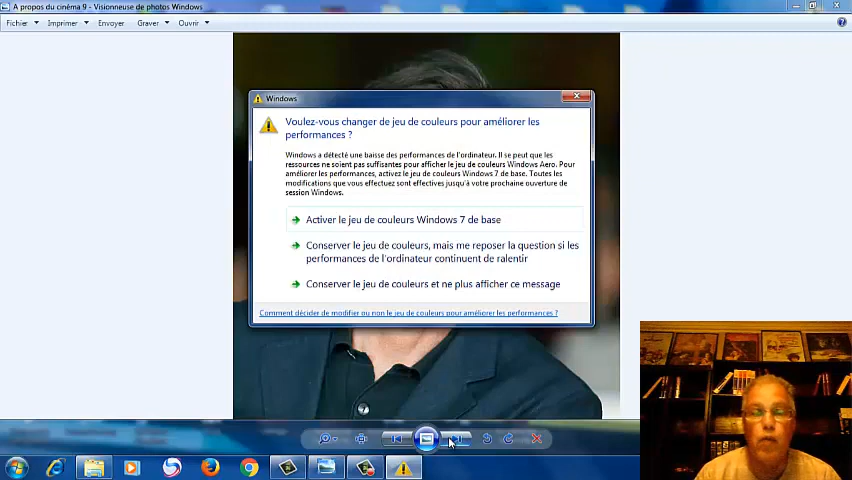 A propos du cinéma 9 - Visionneuse de photos Windows
Fichier Imprimer Envoyer Graver Ouvrir
Windows
Voulez-vous changer de jeu de couleurs pour améliorer les
performances ?
Windows a détecté une baisse des performances de l'ordinateur. Il se peut que les
ressources ne soient pas suffisantes pour afficher le jeu de couleurs Windows Aero. Pour
améliorer les performances, activez le jeu de couleurs Windows 7 de base. Toutes les
modifications que vous effectuez sont effectives jusqu'à votre prochaine ouverture de
session Windows.
Activer le jeu de couleurs Windows 7 de base
Conserver le jeu de couleurs, mais me reposer la question si les
performances de l'ordinateur continuent de ralentir
Conserver le jeu de couleurs et ne plus afficher ce message
Comment décider de modifier ou non le jeu de couleurs pour améliorer les performances ?